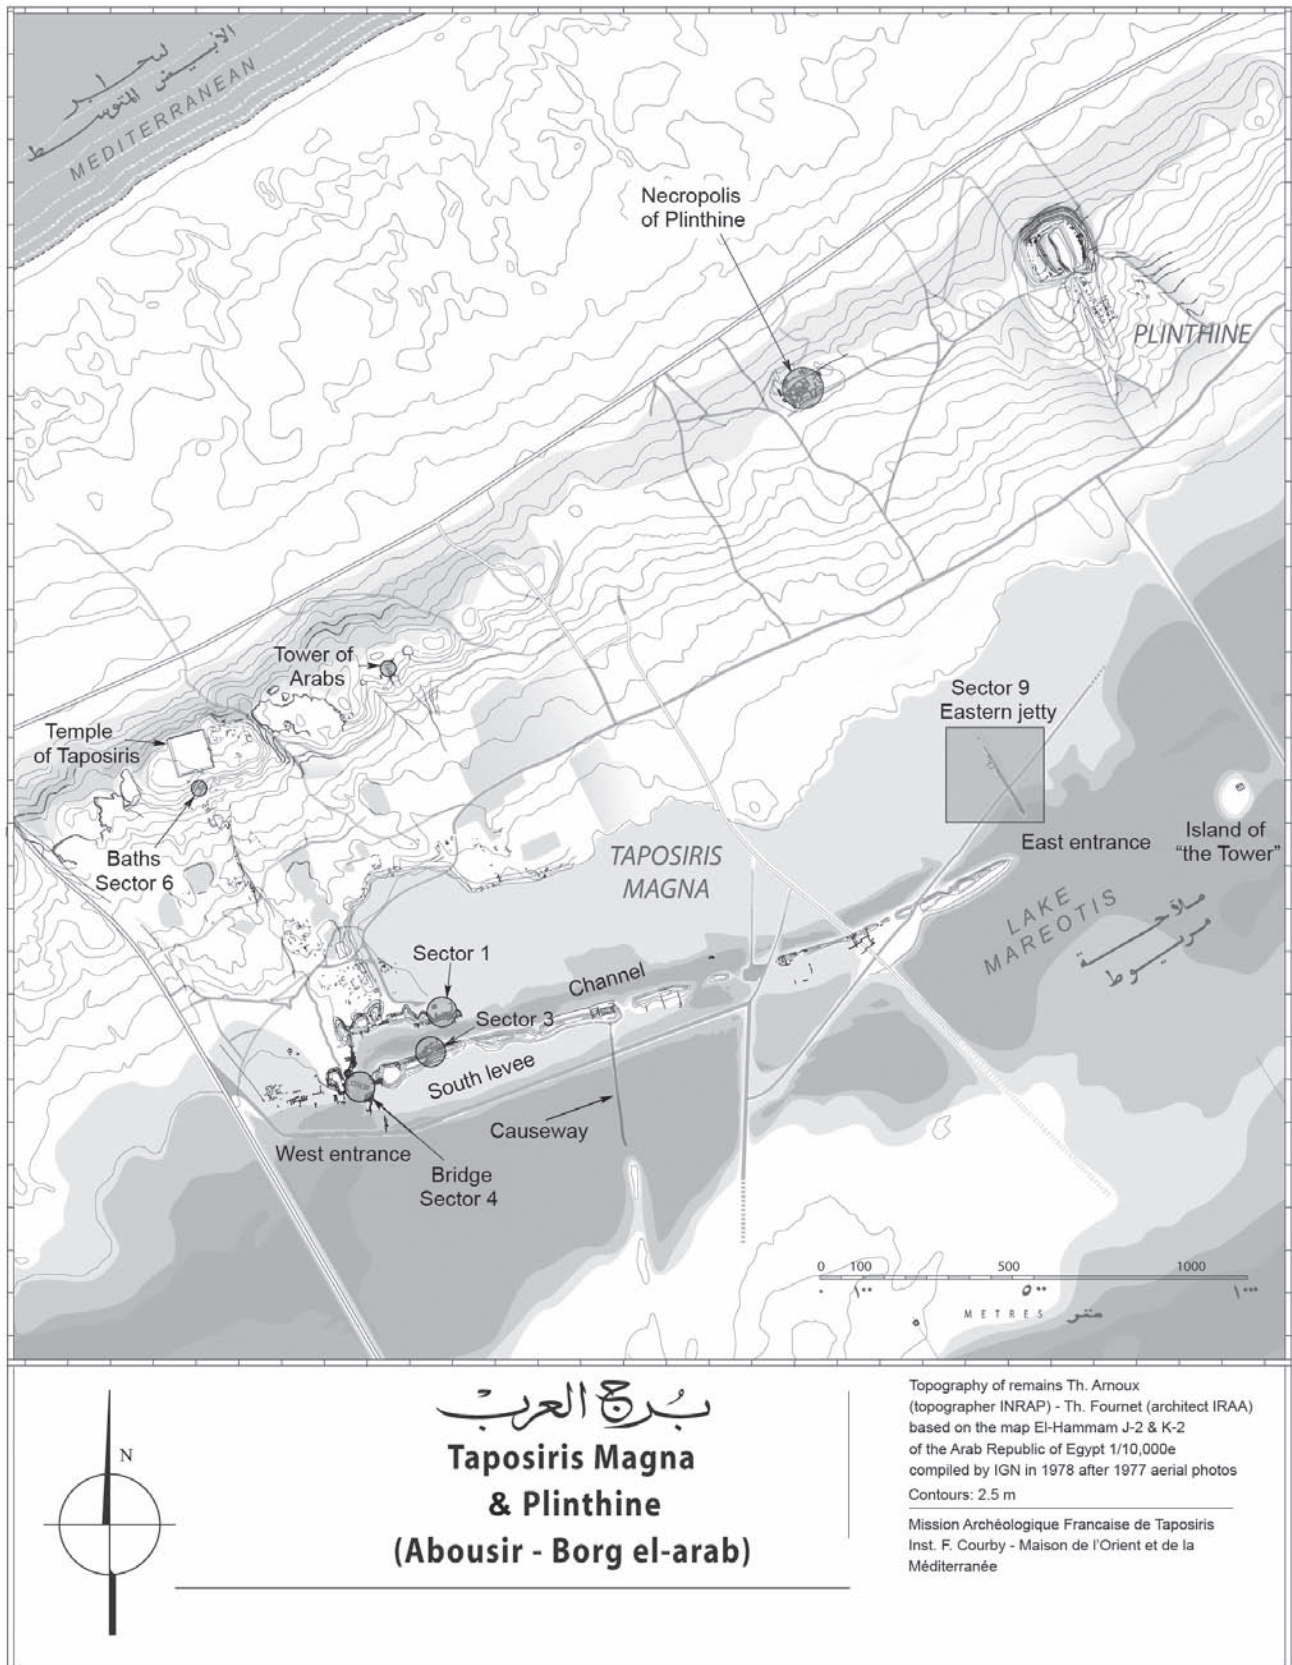 البحر
الأبيض المتوسط
MEDITERRANEAN
Necropolis
of Plinthine
PLINTHINE
Tower of
Arabs
Temple
of Taposiris
Baths
Sector 6
Sector 9
Eastern jetty
East entrance
Island of
“the Tower”
TAPOSIRIS
MAGNA
LAKE
MAREOTIS
ملاحة
مريوط
Sector 1
Channel
Sector 3
South levee
Causeway
West entrance
Bridge
Sector 4
0 100 500 1000
٠ ١٠٠ ٥٠٠ ١٠٠٠
METRES متر
N
برج العرب
Taposiris Magna
& Plinthine
(Abousir - Borg el-arab)
Topography of remains Th. Arnoux
(topographer INRAP) - Th. Fournet (architect IRAA)
based on the map El-Hammam J-2 & K-2
of the Arab Republic of Egypt 1/10,000e
compiled by IGN in 1978 after 1977 aerial photos
Contours: 2.5 m
Mission Archéologique Francaise de Taposiris
Inst. F. Courby - Maison de l’Orient et de la
Méditerranée